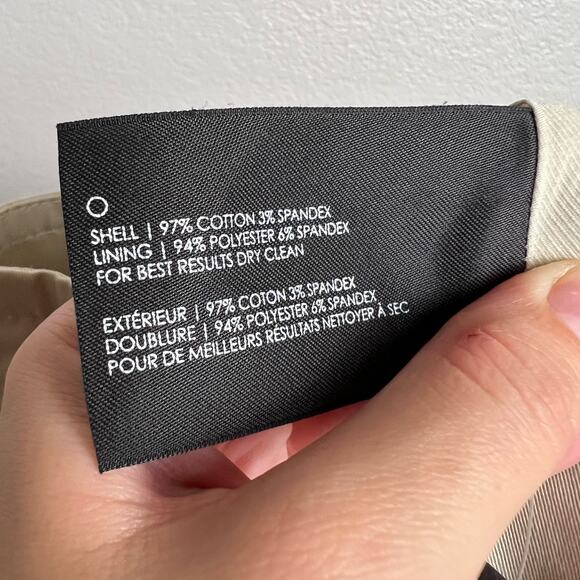 SHELL | 97% COTTON 3% SPANDEX
LINING | 94% POLYESTER 6% SPANDEX
FOR BEST RESULTS DRY CLEAN
EXTÉRIEUR | 97% COTON 3% SPANDEX
DOUBLURE | 94% POLYESTER 6% SPANDEX
POUR DE MEILLEURS RÉSULTATS NETTOYER À SEC